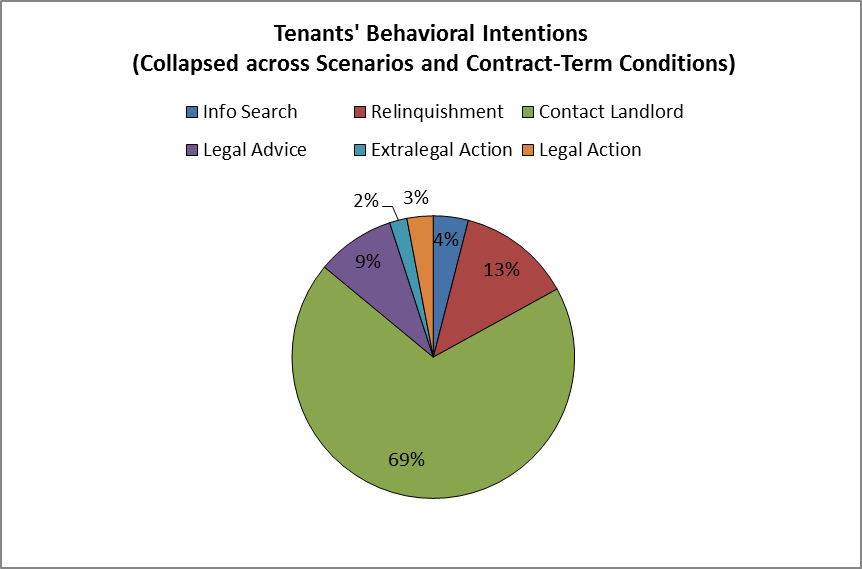 Tenants' Behavioral Intentions
(Collapsed across Scenarios and Contract-Term Conditions)
Info Search Relinquishment Contact Landlord
Legal Advice Extralegal Action Legal Action
2% 3%
4%
9% 13%
69%